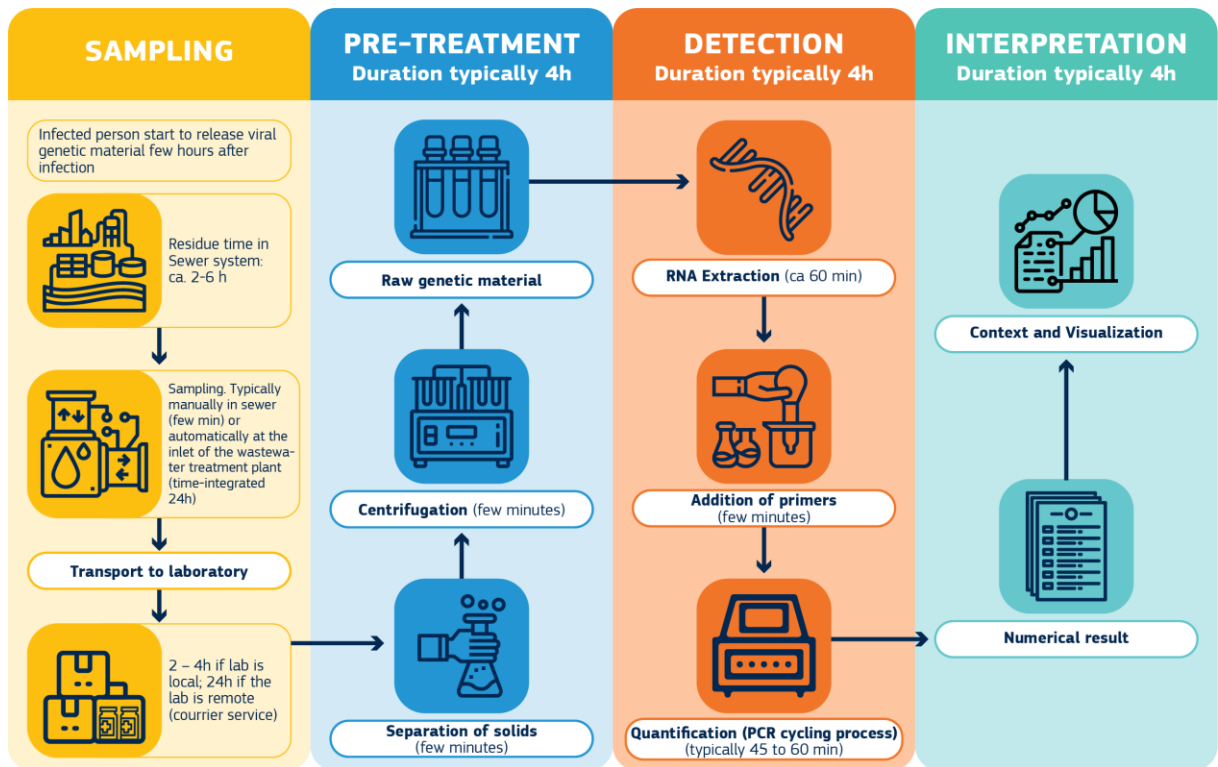 SAMPLING
Infected person start to release viral
genetic material few hours after
infection
Residue time in
Sewer system:
ca. 2-6 h
Sampling. Typically
manually in sewer
(few min) or
automatically at the
inlet of the wastewa-
ter treatment plant
(time-integrated
24h)
Transport to laboratory
2 – 4h if lab is
local; 24h if the
lab is remote
(courrier service)
PRE-TREATMENT
Duration typically 4h
Raw genetic material
Centrifugation (few minutes)
Separation of solids
(few minutes)
DETECTION
Duration typically 4h
RNA Extraction (ca 60 min)
Addition of primers
(few minutes)
Quantification (PCR cycling process)
(typically 45 to 60 min)
INTERPRETATION
Duration typically 4h
Context and Visualization
Numerical result